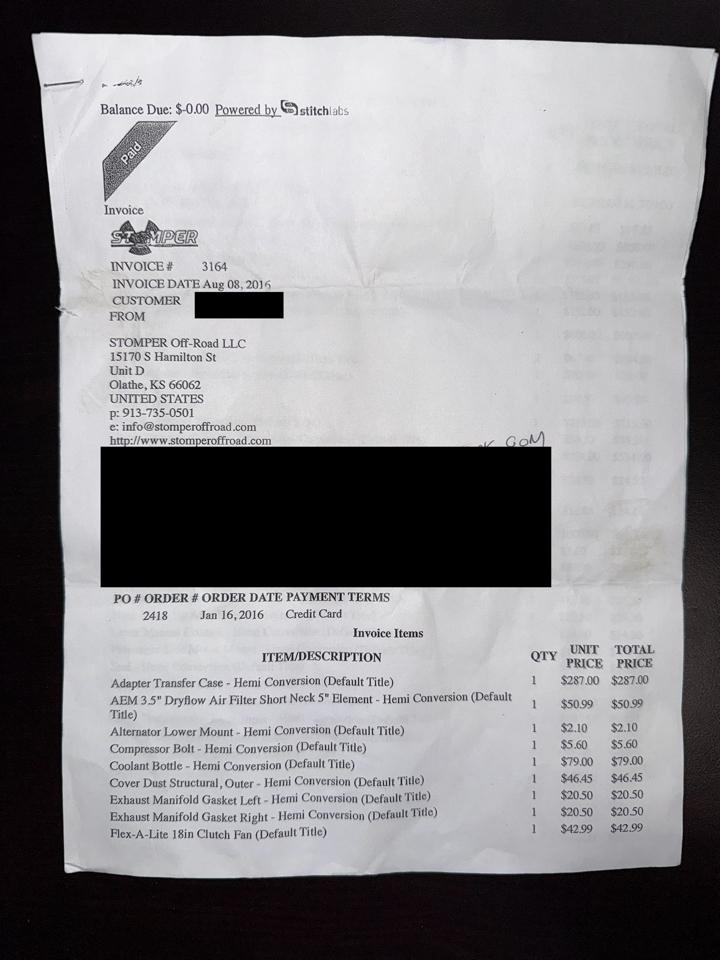 Balance Due: $-0.00 Powered by stitchlabs
Paid
Invoice
STOMPER
INVOICE # 3164
INVOICE DATE Aug 08, 2016
CUSTOMER
FROM
STOMPER Off-Road LLC
15170 S Hamilton St
Unit D
Olathe, KS 66062
UNITED STATES
p: 913-735-0501
e: info@stomperoffroad.com
http://www.stomperoffroad.com
PO # ORDER # ORDER DATE PAYMENT TERMS
2418 Jan 16, 2016 Credit Card
Invoice Items
ITEM/DESCRIPTION QTY UNIT PRICE TOTAL PRICE
Adapter Transfer Case - Hemi Conversion (Default Title) 1 $287.00 $287.00
AEM 3.5" Dryflow Air Filter Short Neck 5" Element - Hemi Conversion (Default
Title) 1 $50.99 $50.99
Alternator Lower Mount - Hemi Conversion (Default Title) 1 $2.10 $2.10
Compressor Bolt - Hemi Conversion (Default Title) 1 $5.60 $5.60
Coolant Bottle - Hemi Conversion (Default Title) 1 $79.00 $79.00
Cover Dust Structural, Outer - Hemi Conversion (Default Title) 1 $46.45 $46.45
Exhaust Manifold Gasket Left - Hemi Conversion (Default Title) 1 $20.50 $20.50
Exhaust Manifold Gasket Right - Hemi Conversion (Default Title) 1 $20.50 $20.50
Flex-A-Lite 18in Clutch Fan (Default Title) 1 $42.99 $42.99